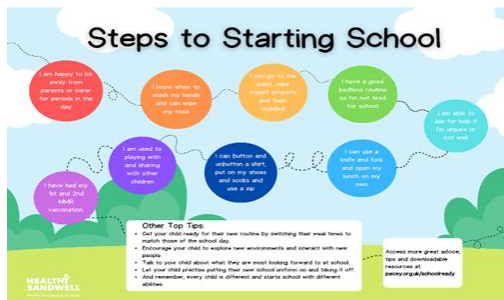 Steps to Starting School
I am happy to be
away from
parents or carer
for periods in the
day
I know when to
wash my hands
and can wipe
my nose
I can go to the
toilet, wipe
myself properly
and flush
I have a good
bedtime routine
so I'm not tired
for school
I am able to
ask for help if
I'm unsure or
not well
I am used to
playing with
and sharing
with other
children
I can button and
unbutton a shirt,
put on my shoes
and socks and
use a zip
I can use a
knife and fork
and open my
lunch on my
own
I have had my
1st and 2nd
MMR
vaccination
Other Top Tips:
• Get your child ready for their new routine by switching their meal times to
match those of the school day.
• Encourage your child to explore new environments and interact with new
people
• Talk to your child about what they are most looking forward to at school.
• Let your child practise putting their new school uniform on and taking it off
• And remember, every child is different and starts school with different
abilities.
Access more great advice,
tips and downloadable
resources at
pacey.org.uk/schoolready
HEALTHY
SANDWELL